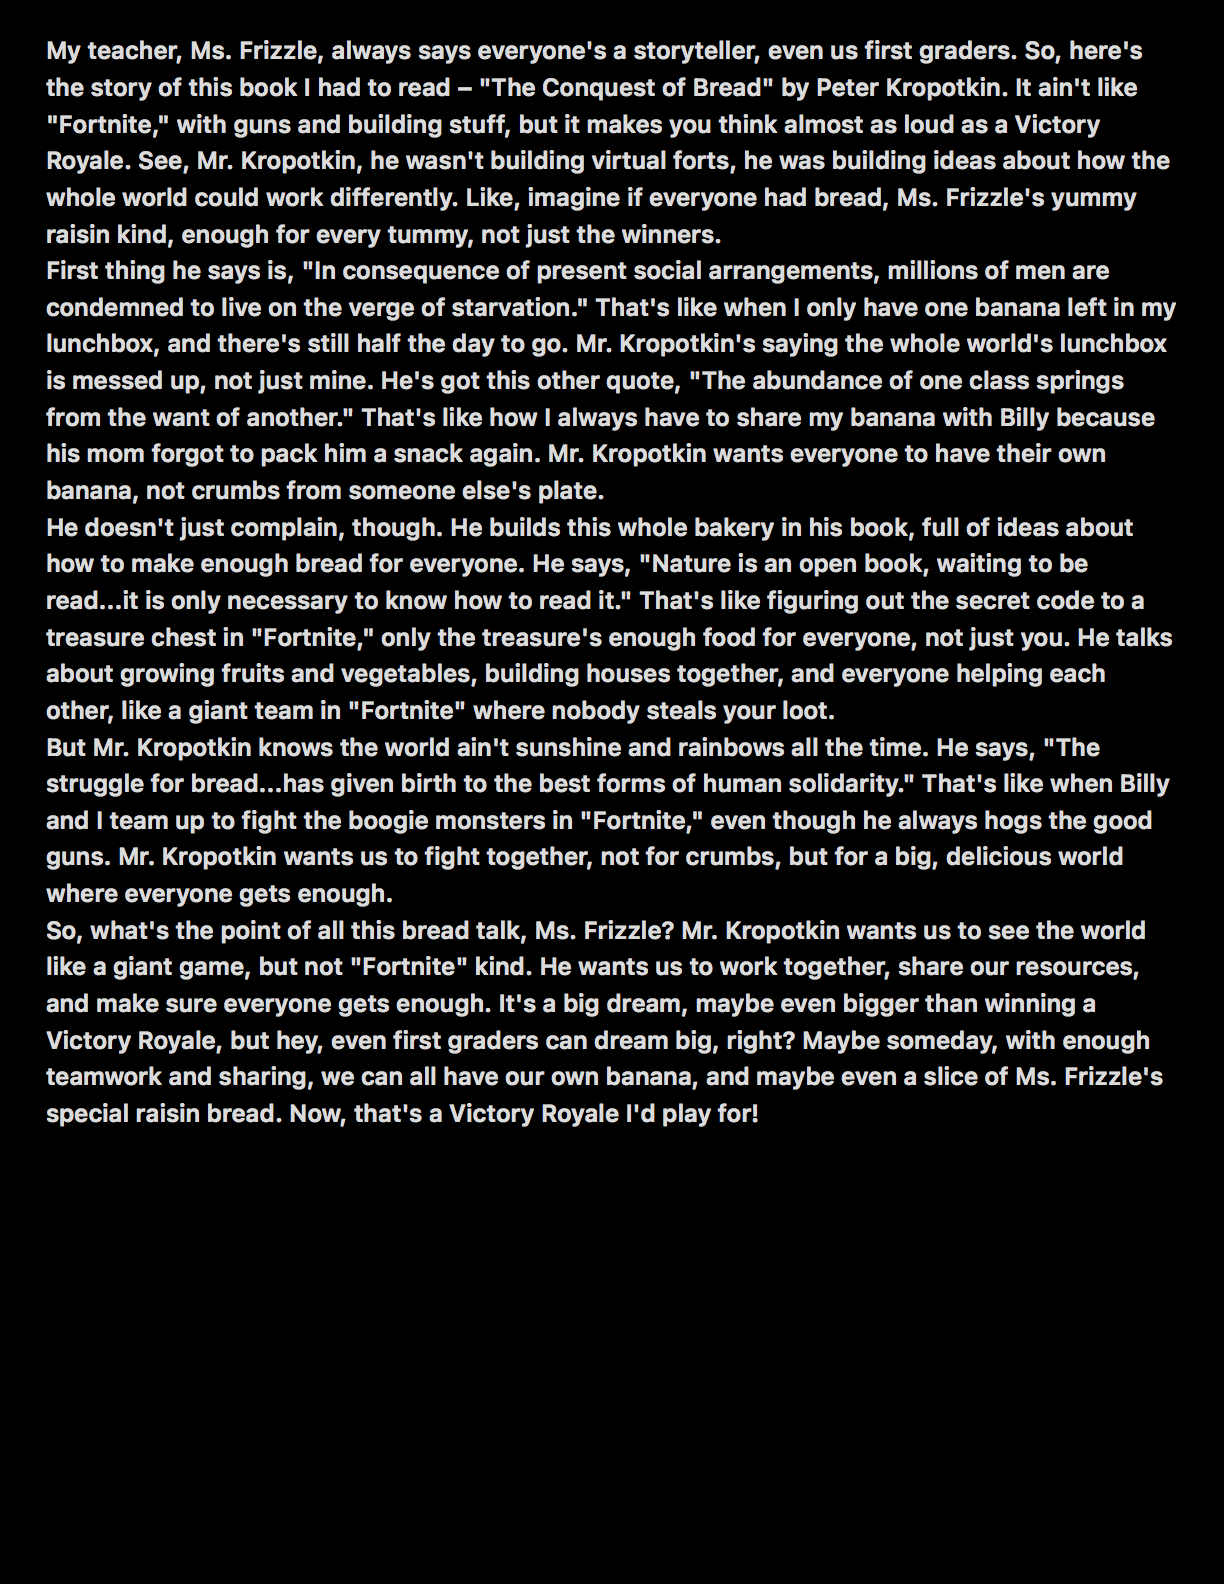 My teacher, Ms. Frizzle, always says everyone's a storyteller, even us first graders. So, here's
the story of this book I had to read – "The Conquest of Bread" by Peter Kropotkin. It ain't like
"Fortnite," with guns and building stuff, but it makes you think almost as loud as a Victory
Royale. See, Mr. Kropotkin, he wasn't building virtual forts, he was building ideas about how the
whole world could work differently. Like, imagine if everyone had bread, Ms. Frizzle's yummy
raisin kind, enough for every tummy, not just the winners.
First thing he says is, "In consequence of present social arrangements, millions of men are
condemned to live on the verge of starvation." That's like when I only have one banana left in my
lunchbox, and there's still half the day to go. Mr. Kropotkin's saying the whole world's lunchbox
is messed up, not just mine. He's got this other quote, "The abundance of one class springs
from the want of another." That's like how I always have to share my banana with Billy because
his mom forgot to pack him a snack again. Mr. Kropotkin wants everyone to have their own
banana, not crumbs from someone else's plate.
He doesn't just complain, though. He builds this whole bakery in his book, full of ideas about
how to make enough bread for everyone. He says, "Nature is an open book, waiting to be
read...it is only necessary to know how to read it." That's like figuring out the secret code to a
treasure chest in "Fortnite," only the treasure's enough food for everyone, not just you. He talks
about growing fruits and vegetables, building houses together, and everyone helping each
other, like a giant team in "Fortnite" where nobody steals your loot.
But Mr. Kropotkin knows the world ain't sunshine and rainbows all the time. He says, "The
struggle for bread...has given birth to the best forms of human solidarity." That's like when Billy
and I team up to fight the boogie monsters in "Fortnite," even though he always hogs the good
guns. Mr. Kropotkin wants us to fight together, not for crumbs, but for a big, delicious world
where everyone gets enough.
So, what's the point of all this bread talk, Ms. Frizzle? Mr. Kropotkin wants us to see the world
like a giant game, but not "Fortnite" kind. He wants us to work together, share our resources,
and make sure everyone gets enough. It's a big dream, maybe even bigger than winning a
Victory Royale, but hey, even first graders can dream big, right? Maybe someday, with enough
teamwork and sharing, we can all have our own banana, and maybe even a slice of Ms. Frizzle's
special raisin bread. Now, that's a Victory Royale I'd play for!